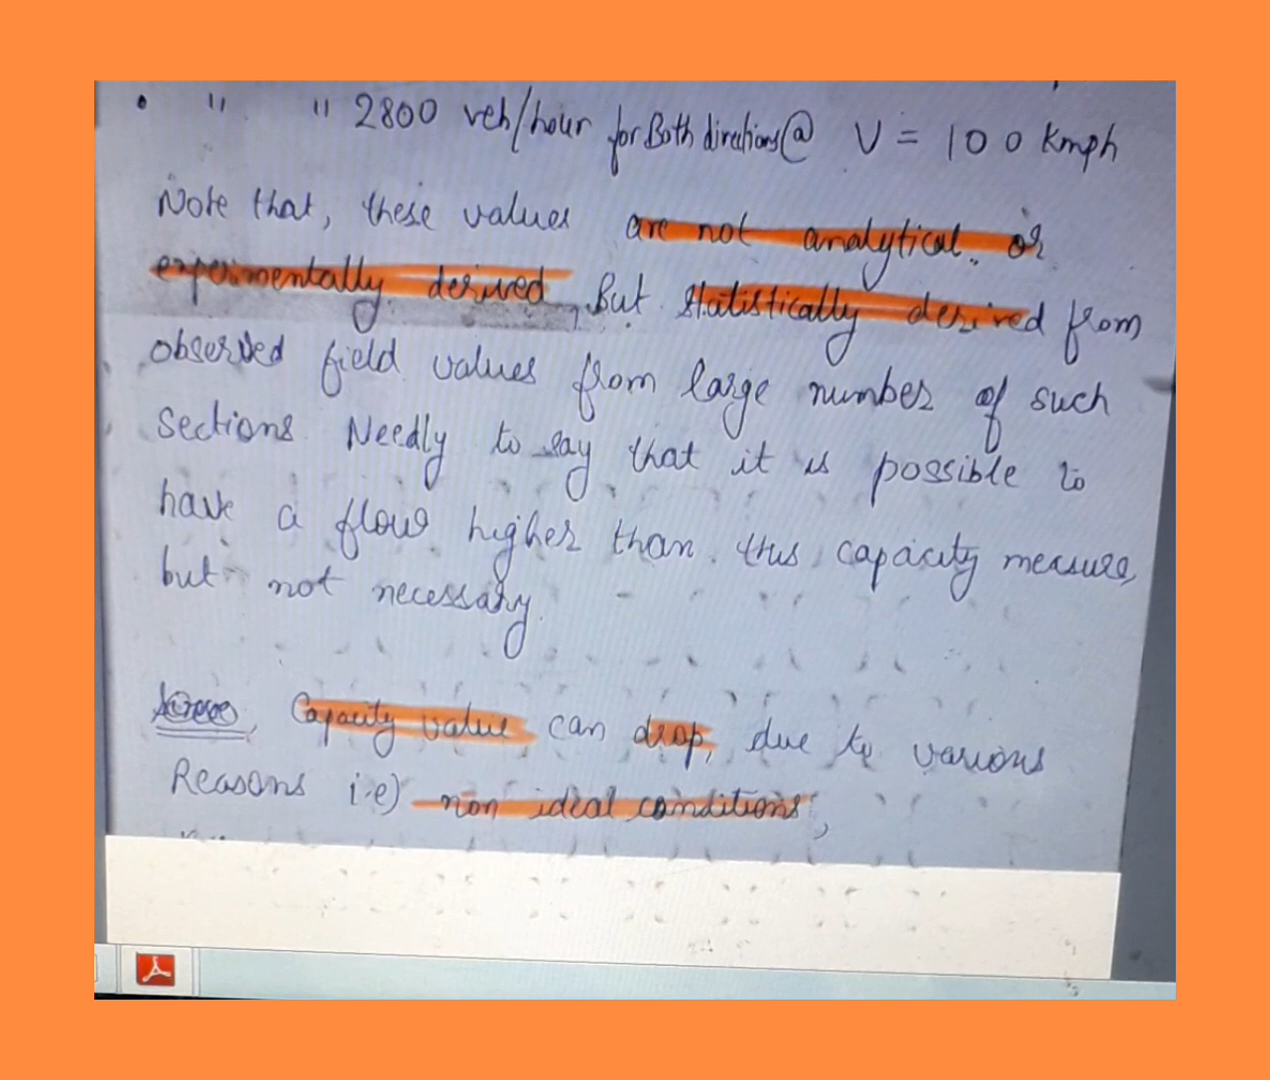 • " " 2800 veh/hour for Both directions @ V = 100 Kmph
Note that, these values are not analytical or
experimentally derived, But statistically derived from
observed field values from large number of such
sections Needly to say that it is possible to
have a flow higher than this capacity measure,
but not necessary.
Capacity value can drop, due to various
Reasons i.e) non ideal conditions,